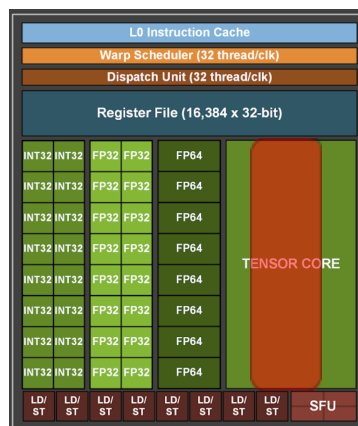 L0 Instruction Cache
Warp Scheduler (32 thread/clk)
Dispatch Unit (32 thread/clk)
Register File (16,384 x 32-bit)
INT32 INT32 FP32 FP32 FP64
INT32 INT32 FP32 FP32 FP64
INT32 INT32 FP32 FP32 FP64
INT32 INT32 FP32 FP32 FP64
TENSOR CORE
INT32 INT32 FP32 FP32 FP64
INT32 INT32 FP32 FP32 FP64
INT32 INT32 FP32 FP32 FP64
INT32 INT32 FP32 FP32 FP64
LD/ LD/ LD/ LD/ LD/ LD/ LD/ LD/
ST ST ST ST ST ST ST ST
SFU